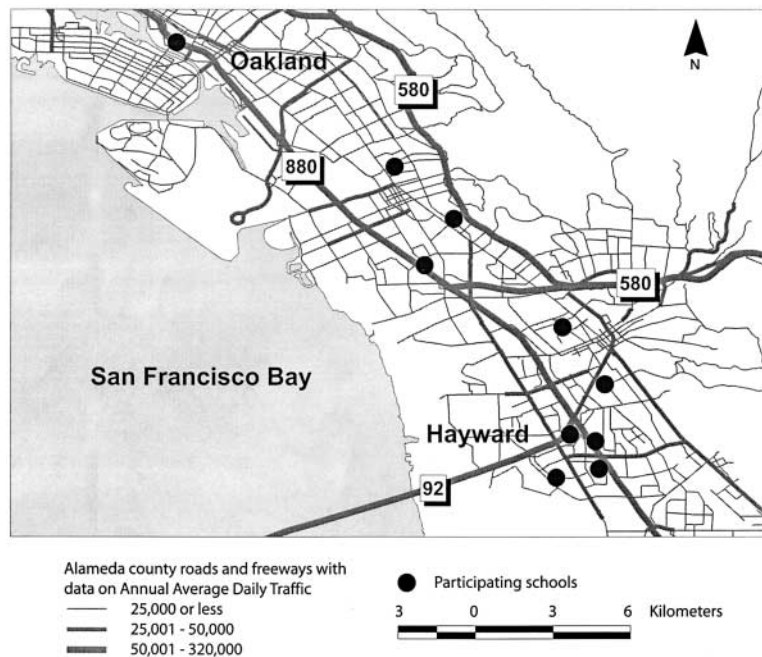 Oakland
N
580
880
580
San Francisco Bay
Hayward
92
Alameda county roads and freeways with
data on Annual Average Daily Traffic
25,000 or less
25,001 - 50,000
50,001 - 320,000
Participating schools
3 0 3 6 Kilometers